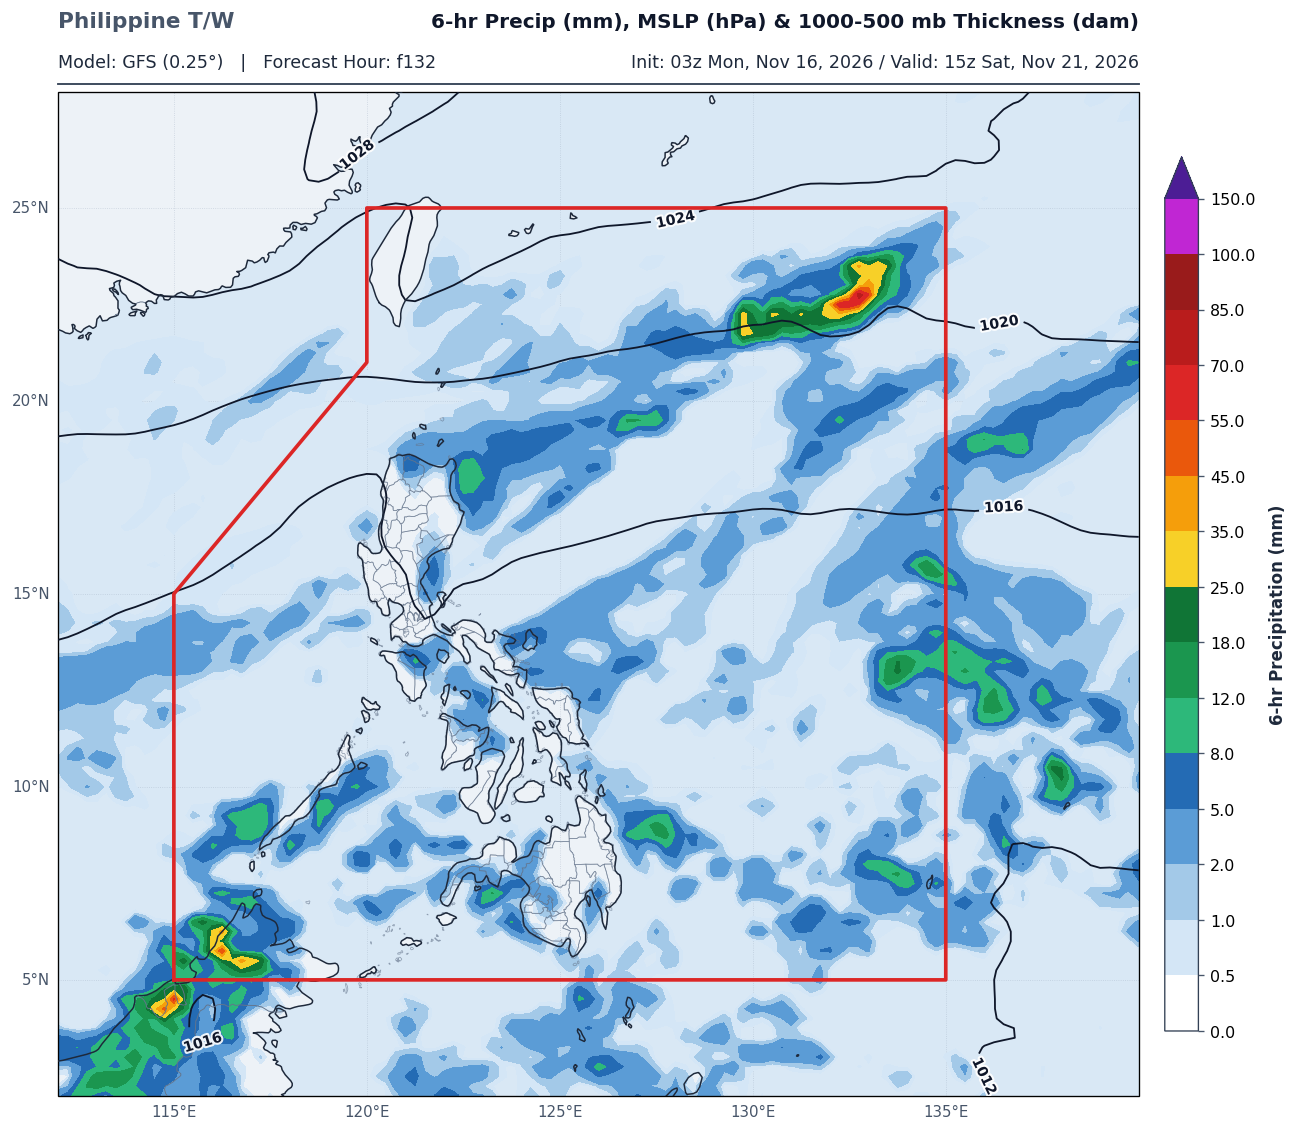 Philippine T/W
6-hr Precip (mm), MSLP (hPa) & 1000-500 mb Thickness (dam)
Model: GFS (0.25°) | Forecast Hour: f132
Init: 03z Mon, Nov 16, 2026 / Valid: 15z Sat, Nov 21, 2026
1028
1024
1020
1016
1016
1012
25°N
20°N
15°N
10°N
5°N
115°E
120°E
125°E
130°E
135°E
150.0
100.0
85.0
70.0
55.0
45.0
35.0
25.0
18.0
12.0
8.0
5.0
2.0
1.0
0.5
0.0
6-hr Precipitation (mm)